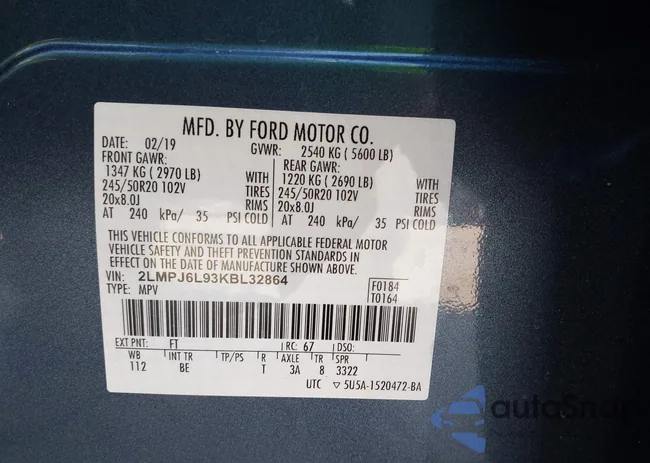 MFD. BY FORD MOTOR CO.
DATE: 02/19 GVWR: 2540 KG ( 5600 LB)
FRONT GAWR: REAR GAWR:
1347 KG ( 2970 LB) WITH 1220 KG ( 2690 LB) WITH
245/50R20 102V TIRES 245/50R20 102V TIRES
20x8.0J RIMS 20x8.0J RIMS
AT 240 kPa/ 35 PSI COLD AT 240 kPa/ 35 PSI COLD
THIS VEHICLE CONFORMS TO ALL APPLICABLE FEDERAL MOTOR
VEHICLE SAFETY AND THEFT PREVENTION STANDARDS IN EFFECT
ON THE DATE OF MANUFACTURE SHOWN ABOVE.
VIN: 2LMPJ6L93KBL32864 F0184
TYPE: MPV T0164
EXT PNT: FT RC: 67 DSO:
WB INT TR TP/PS R AXLE TR SPR
112 BE T 3A 8 3322
UTC ▽ 5U5A-1520472-BA
autoSnap